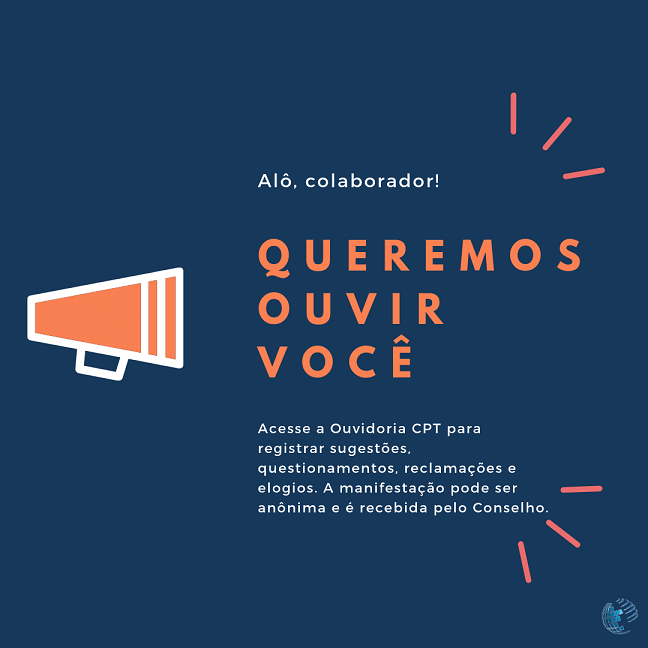 Alô, colaborador!
QUEREMOS
OUVIR
VOCÊ
Acesse a Ouvidoria CPT para
registrar sugestões,
questionamentos, reclamações e
elogios. A manifestação pode ser
anônima e é recebida pelo Conselho.